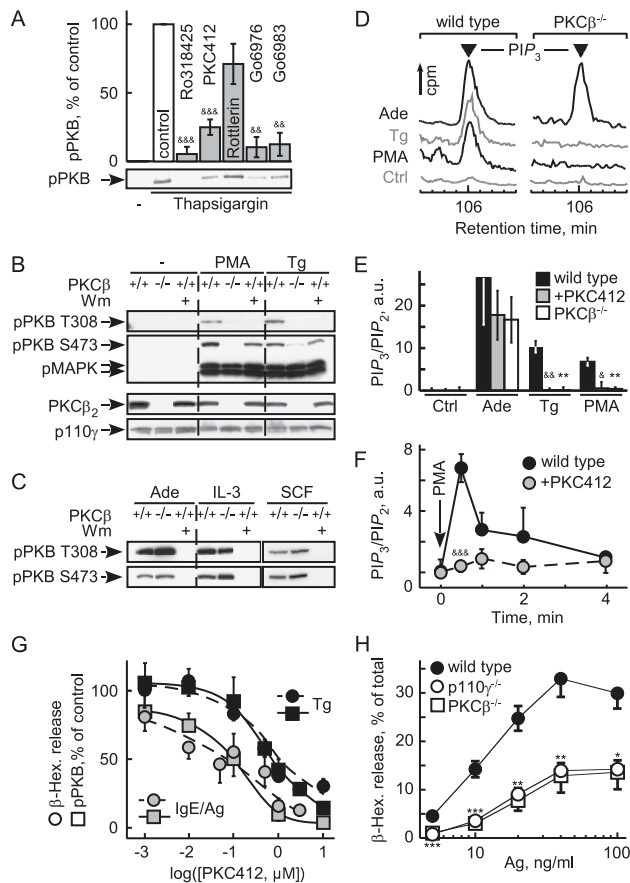 A
pPKB, % of control
100
50
0
control
Ro318425
PKC412
Rottlerin
Go6976
Go6983
&&&
&&&
&&
&&
pPKB
-
Thapsigargin
B
- PMA Tg
PKCβ +/+ -/- +/+ +/+ -/- +/+ +/+ -/- +/+
Wm + + +
pPKB T308
pPKB S473
pMAPK
PKCβ2
p110γ
C
Ade IL-3 SCF
PKCβ +/+ -/- +/+ +/+ -/- +/+ +/+ -/- +/+
Wm + + +
pPKB T308
pPKB S473
D
wild type PKCβ-/-
PIP3
cpm
Ade
Tg
PMA
Ctrl
106 106
Retention time, min
E
PIP3/PIP2, a.u.
20
10
0
wild type
+PKC412
PKCβ-/-
&& ** & **
Ctrl Ade Tg PMA
F
PIP3/PIP2, a.u.
8
6
4
2
0
PMA
wild type
+PKC412
&&&
0 2 4
Time, min
G
β-Hex. release
pPKB,% of control
100
50
0
Tg
IgE/Ag
-3 -2 -1 0 1
log([PKC412, μM])
H
β-Hex. release, % of total
30
20
10
0
wild type
p110γ-/-
PKCβ-/-
*** *** ** ** *
10 100
Ag, ng/ml